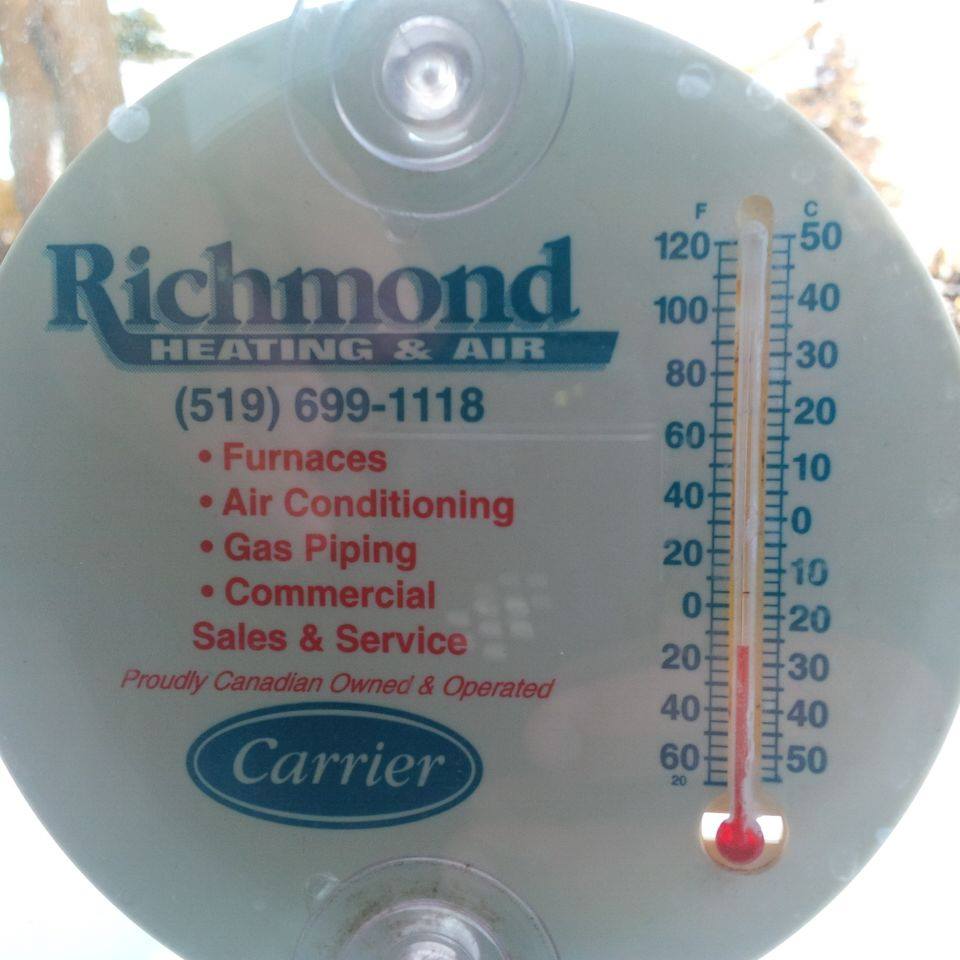 Richmond
HEATING & AIR
(519) 699-1118
• Furnaces
• Air Conditioning
• Gas Piping
• Commercial
Sales & Service
Proudly Canadian Owned & Operated
Carrier
F C
120 50
100 40
80 30
60 20
40 10
20 0
0 10
20 20
40 30
60 40
20 50